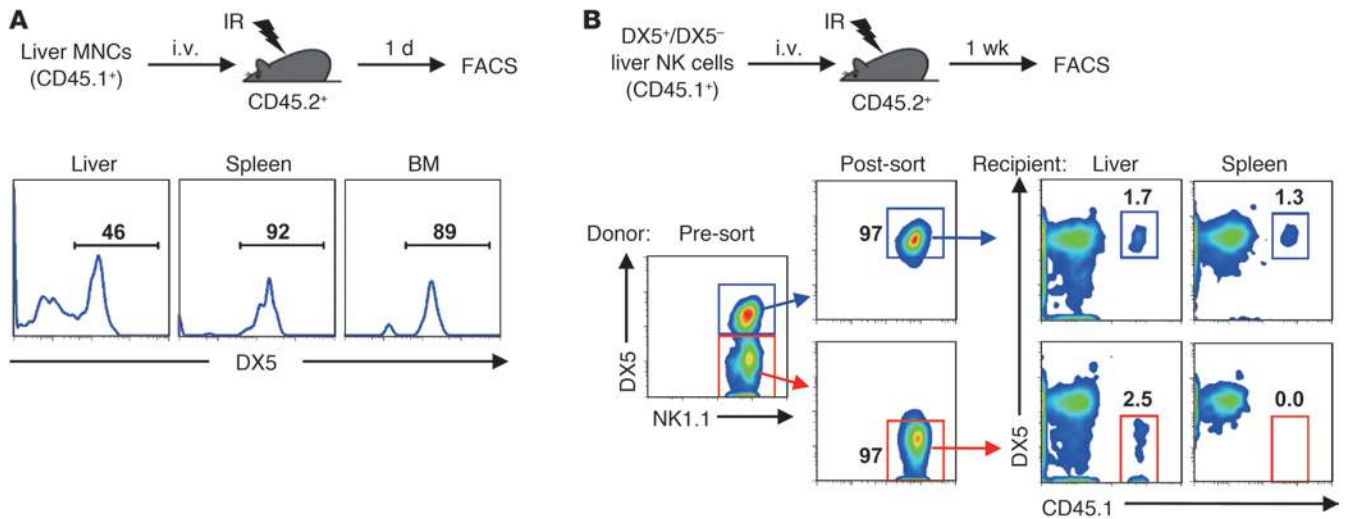 A
IR
Liver MNCs
(CD45.1⁺)
i.v.
1 d
FACS
CD45.2⁺
Liver
Spleen
BM
46
92
89
DX5
B
IR
DX5⁺/DX5⁻
liver NK cells
(CD45.1⁺)
i.v.
1 wk
FACS
CD45.2⁺
Post-sort
Recipient:
Liver
Spleen
Donor:
Pre-sort
97
1.7
1.3
DX5
NK1.1
97
2.5
0.0
DX5
CD45.1